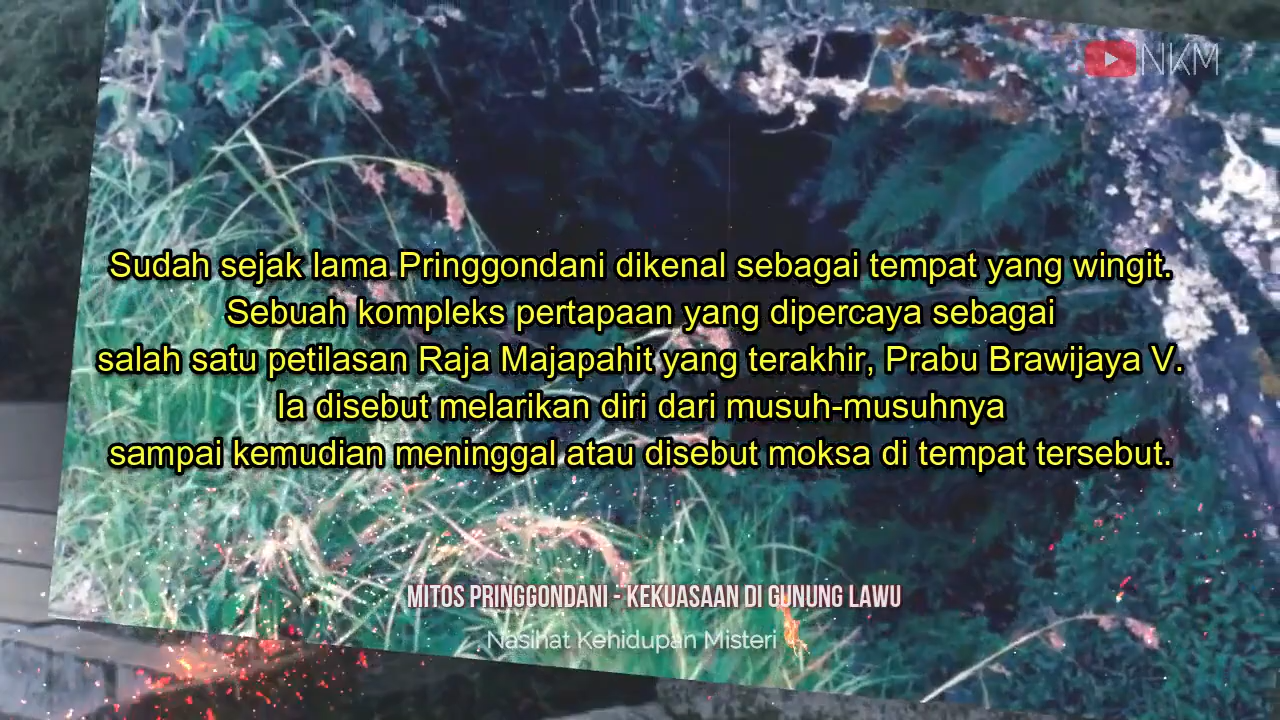 NKM
Sudah sejak lama Pringgondani dikenal sebagai tempat yang wingit.
Sebuah kompleks pertapaan yang dipercaya sebagai
salah satu petilasan Raja Majapahit yang terakhir, Prabu Brawijaya V.
Ia disebut melarikan diri dari musuh-musuhnya
sampai kemudian meninggal atau disebut moksa di tempat tersebut.
MITOS PRINGGONDANI - KEKUASAAN DI GUNUNG LAWU
Nasihat Kehidupan Misteri